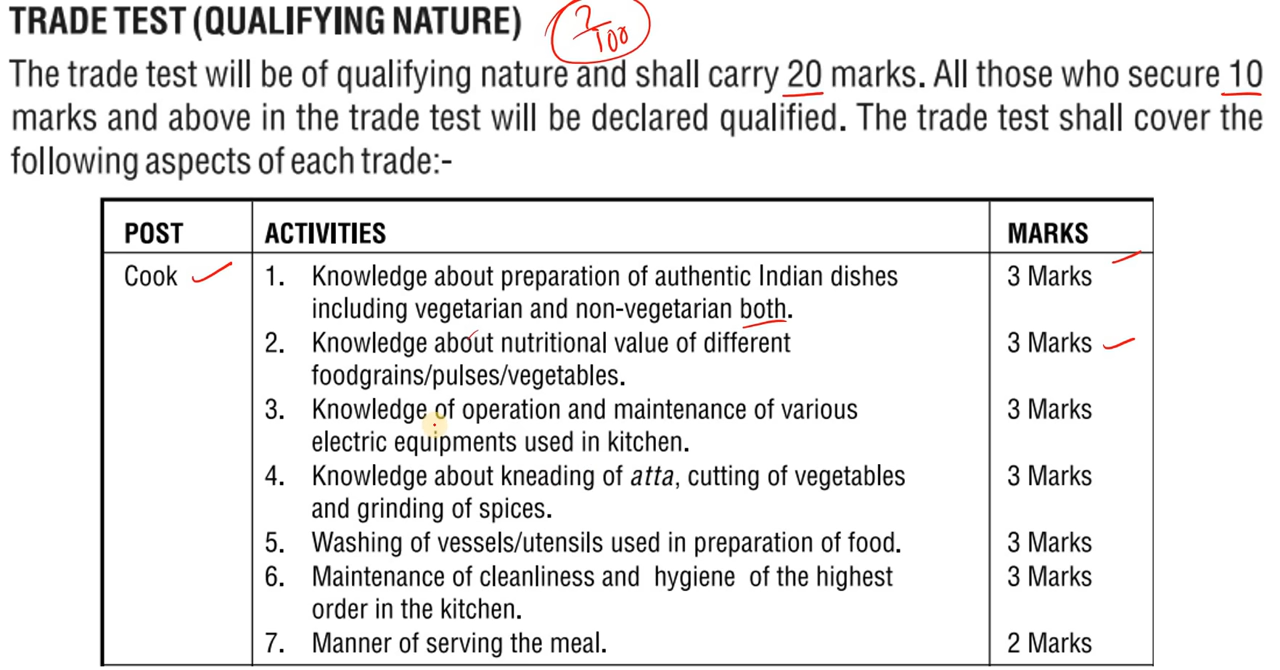 TRADE TEST (QUALIFYING NATURE) ?/100
The trade test will be of qualifying nature and shall carry 20 marks. All those who secure 10
marks and above in the trade test will be declared qualified. The trade test shall cover the
following aspects of each trade:-
POST ACTIVITIES MARKS
Cook 1. Knowledge about preparation of authentic Indian dishes 3 Marks
including vegetarian and non-vegetarian both.
2. Knowledge about nutritional value of different 3 Marks
foodgrains/pulses/vegetables.
3. Knowledge of operation and maintenance of various 3 Marks
electric equipments used in kitchen.
4. Knowledge about kneading of atta, cutting of vegetables 3 Marks
and grinding of spices.
5. Washing of vessels/utensils used in preparation of food. 3 Marks
6. Maintenance of cleanliness and hygiene of the highest 3 Marks
order in the kitchen.
7. Manner of serving the meal. 2 Marks